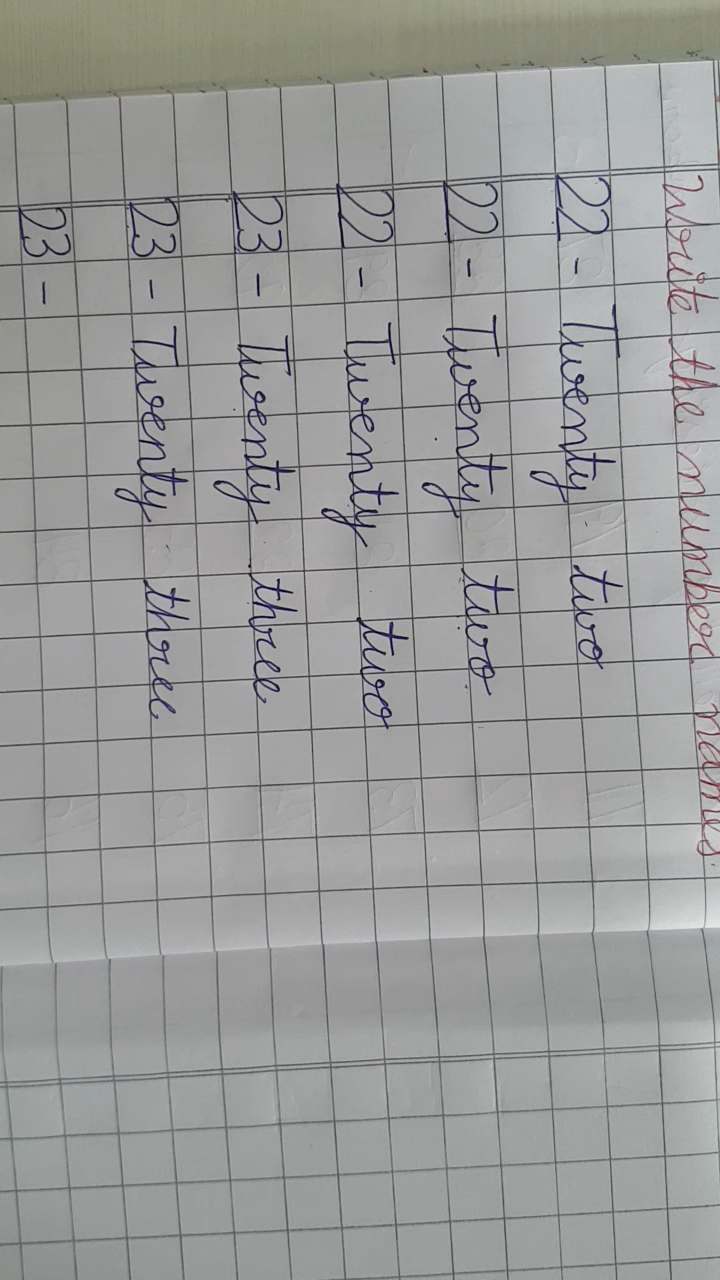 Write the number names.
22 - Twenty two
22 - Twenty two
22 - Twenty two
23 - Twenty three
23 - Twenty three
23 -